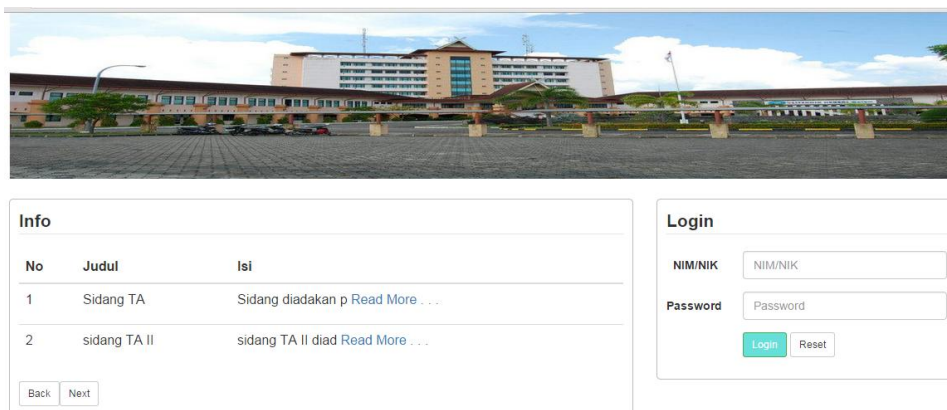 Info
No Judul Isi
1 Sidang TA Sidang diadakan p Read More . . .
2 sidang TA II sidang TA II diad Read More . . .
Back Next
Login
NIM/NIK NIM/NIK
Password Password
Login Reset